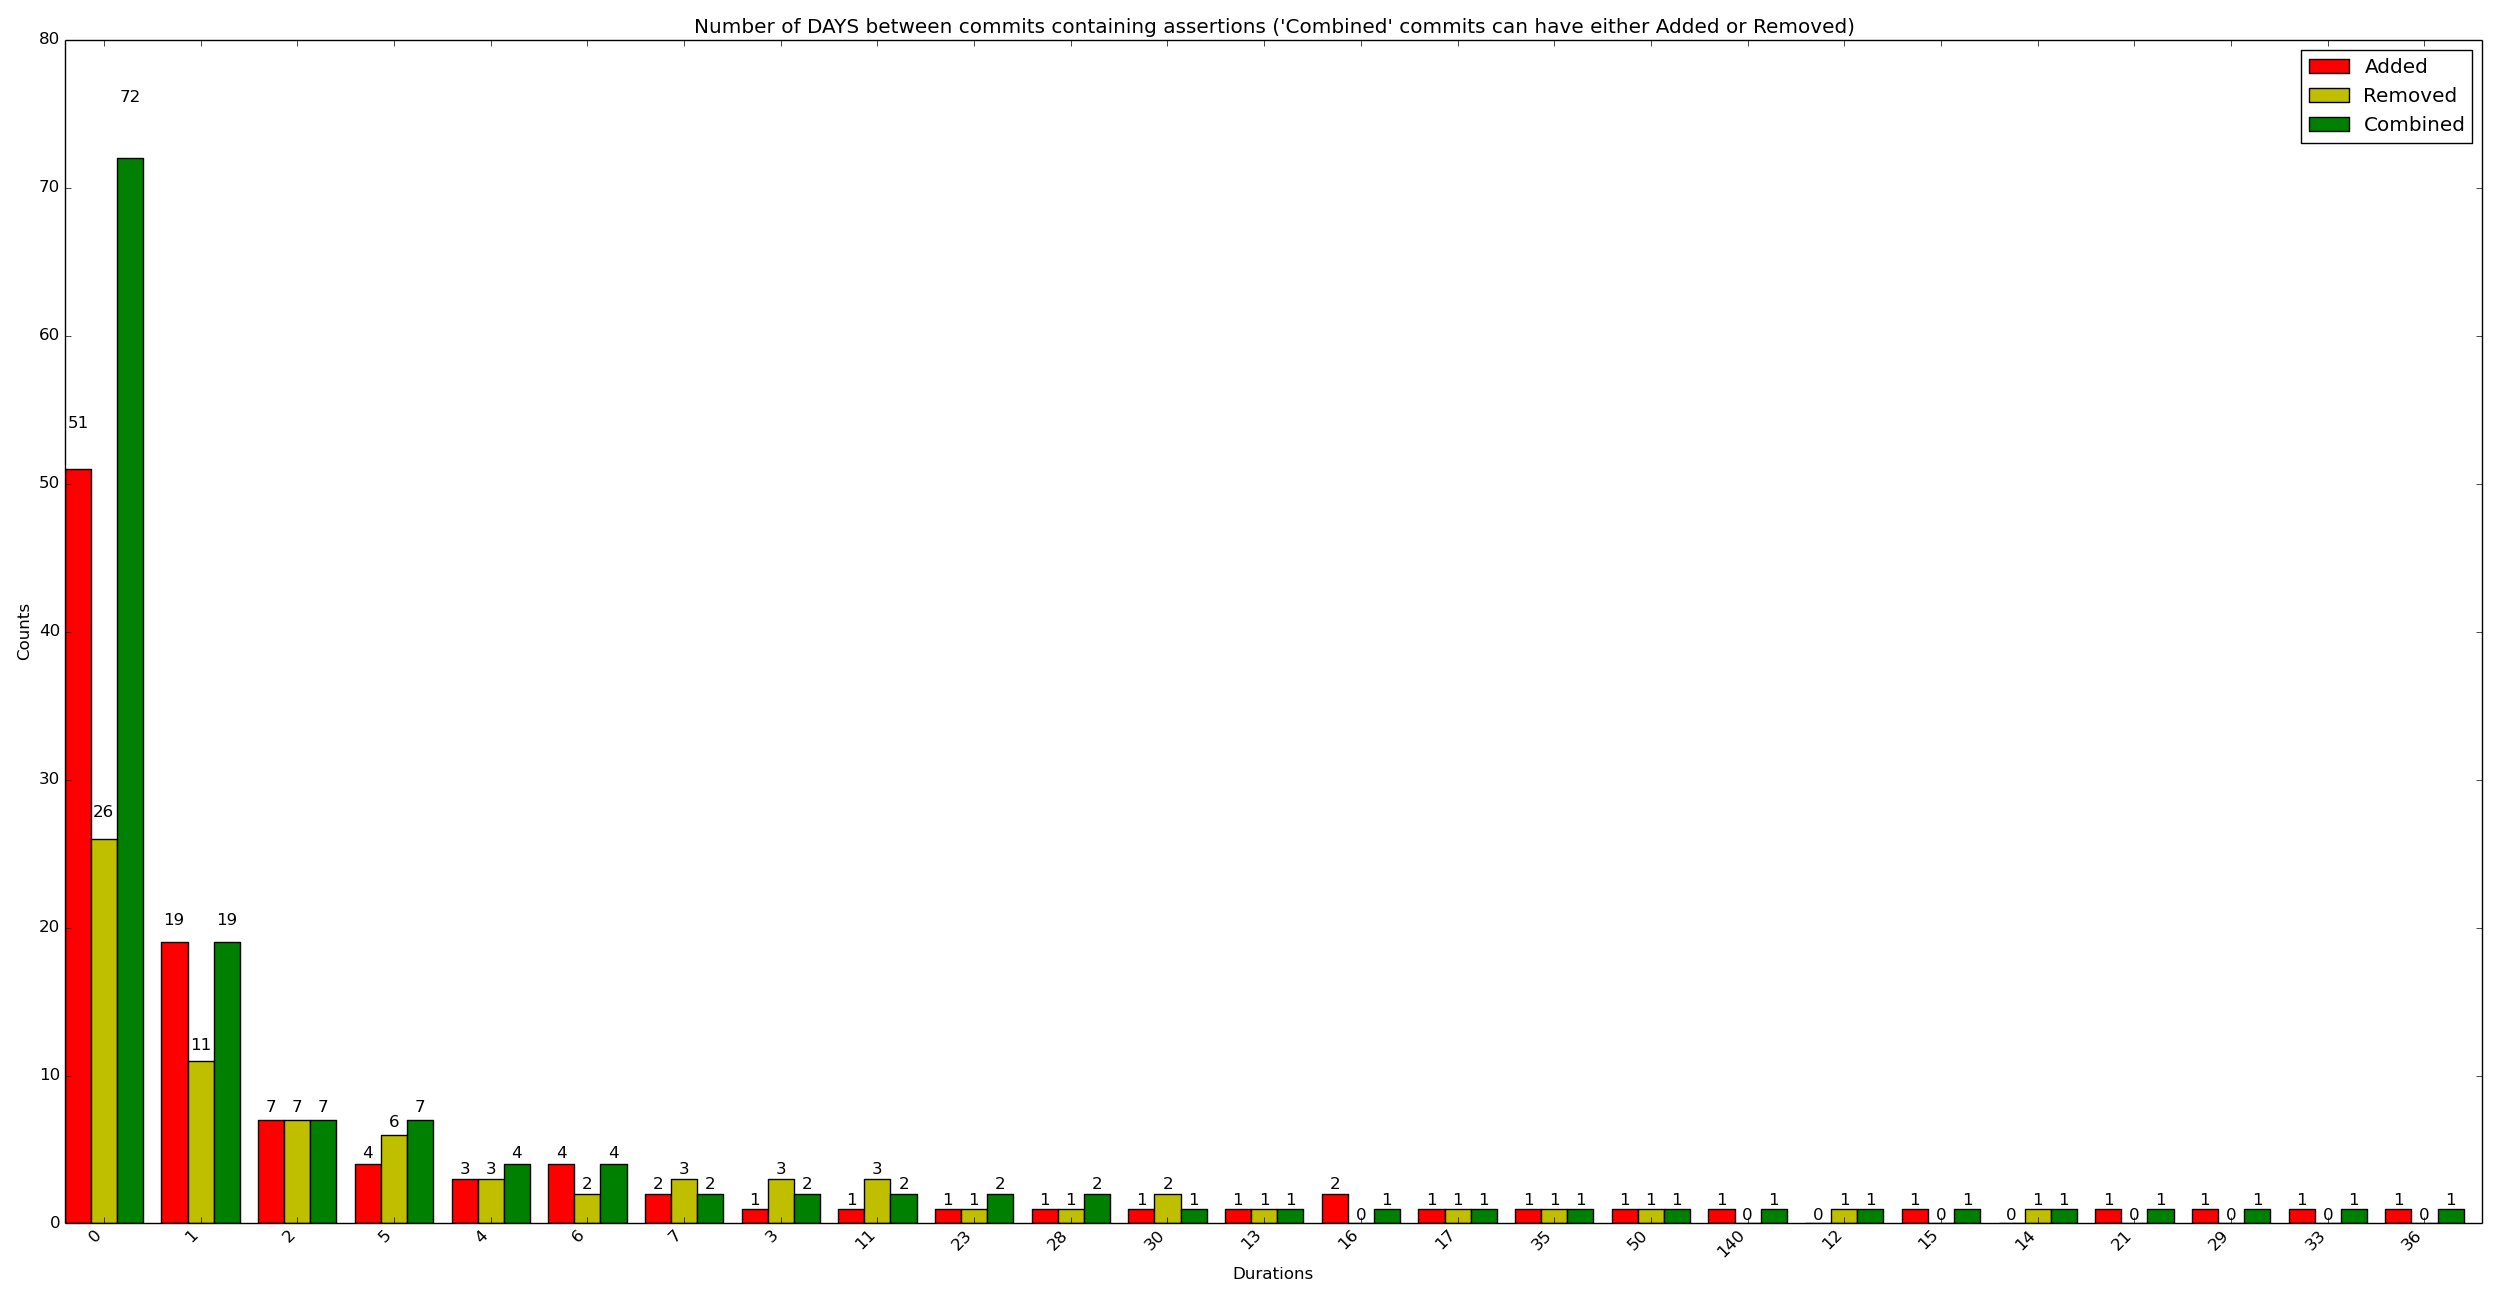 Number of DAYS between commits containing assertions ('Combined' commits can have either Added or Removed)
Added
Removed
Combined
Counts
80
70
60
50
40
30
20
10
0
51 26 72
19 11 19
7 7 7
4 6 7
3 3 4
4 2 4
2 3 2
1 3 2
1 3 2
1 1 2
1 1 2
1 2 1
1 1 1
2 0 1
1 1 1
1 1 1
1 1 1
1 0 1
0 1 1
1 0 1
0 1 1
1 0 1
1 0 1
1 0 1
1 0 1
0 1 2 5 4 6 7 3 11 23 28 30 13 16 17 35 50 140 12 15 14 21 29 33 36
Durations